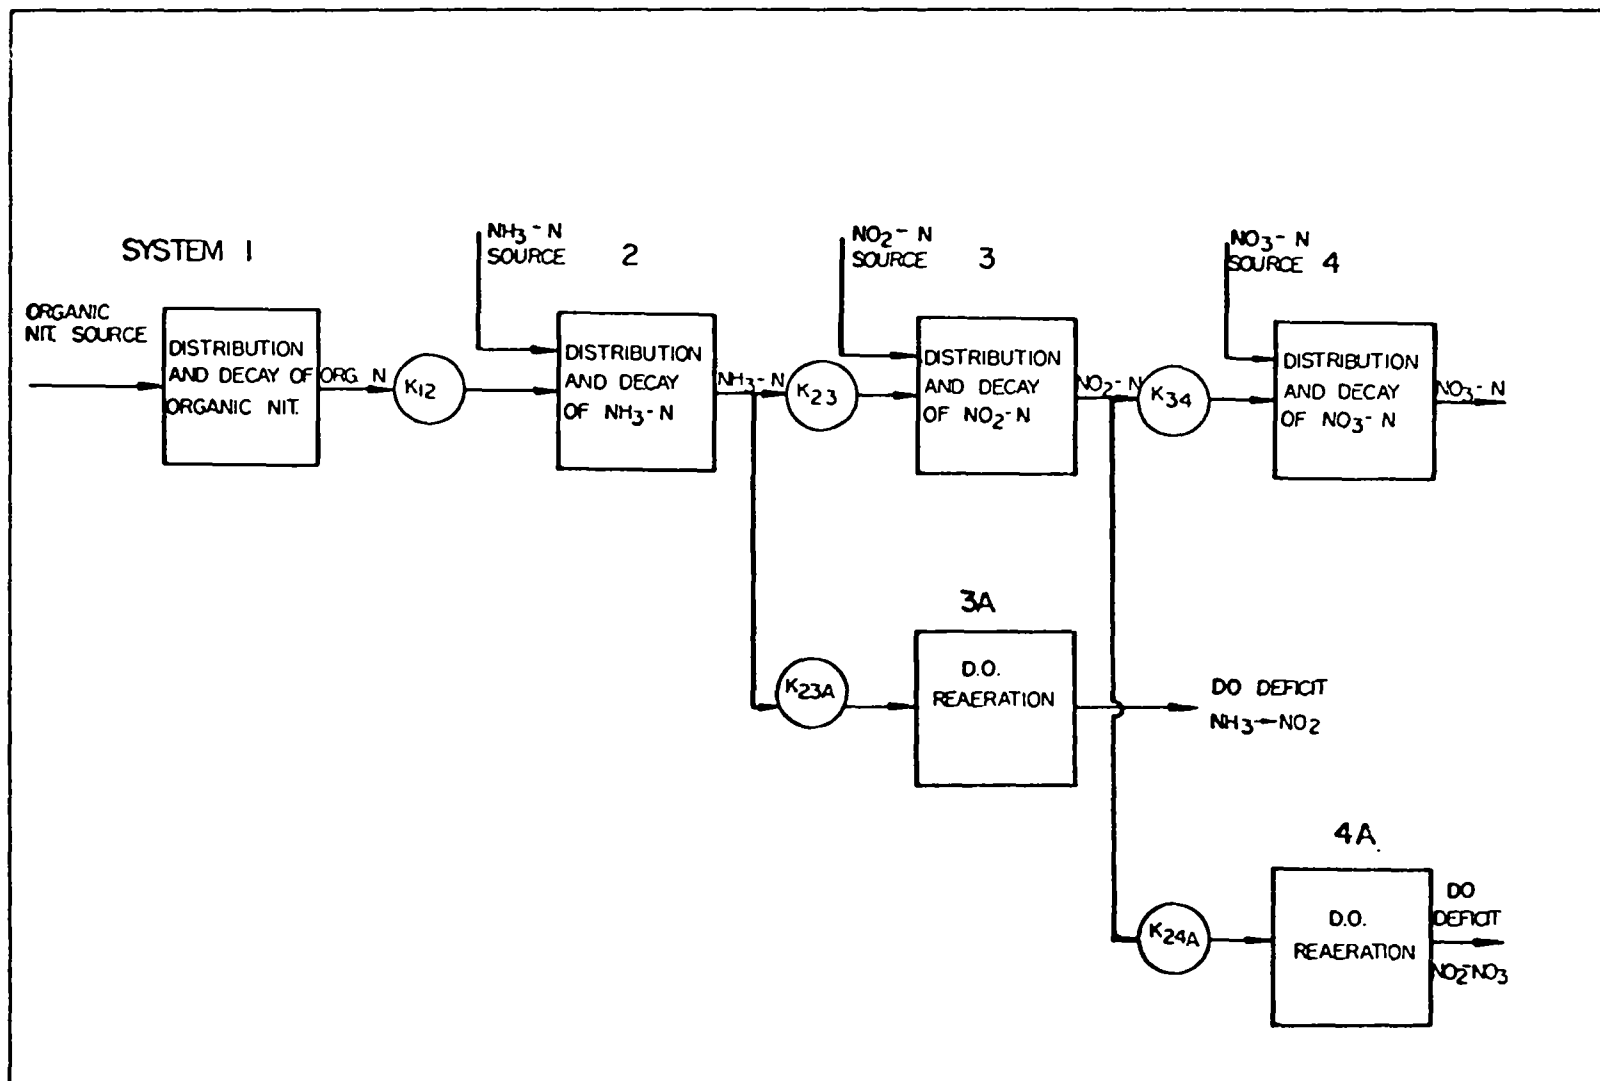 SYSTEM 1
ORGANIC
NIT. SOURCE
DISTRIBUTION
AND DECAY OF
ORGANIC NIT.
ORG. N
K12
NH3-N
SOURCE
2
DISTRIBUTION
AND DECAY
OF NH3-N
NH3-N
K23
NO2-N
SOURCE
3
DISTRIBUTION
AND DECAY
OF NO2-N
NO2-N
K34
NO3-N
SOURCE 4
DISTRIBUTION
AND DECAY
OF NO3-N
NO3-N
3A
K23A
D.O.
REAERATION
DO DEFICIT
NH3→NO2
4A.
K24A
D.O.
REAERATION
DO
DEFICIT
NO2-NO3